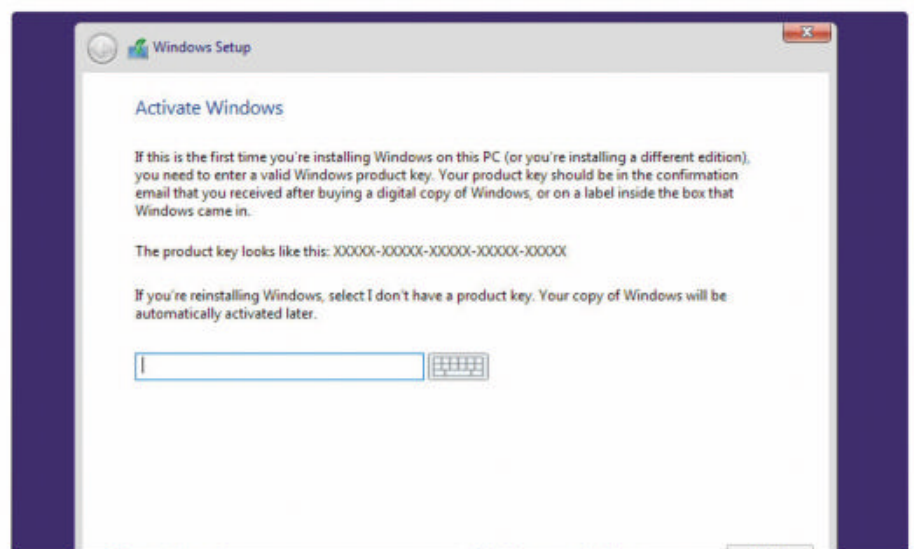 Windows Setup
Activate Windows
If this is the first time you're installing Windows on this PC (or you're installing a different edition),
you need to enter a valid Windows product key. Your product key should be in the confirmation
email that you received after buying a digital copy of Windows, or on a label inside the box that
Windows came in.
The product key looks like this: XXXXX-XXXXX-XXXXX-XXXXX-XXXXX
If you're reinstalling Windows, select I don't have a product key. Your copy of Windows will be
automatically activated later.